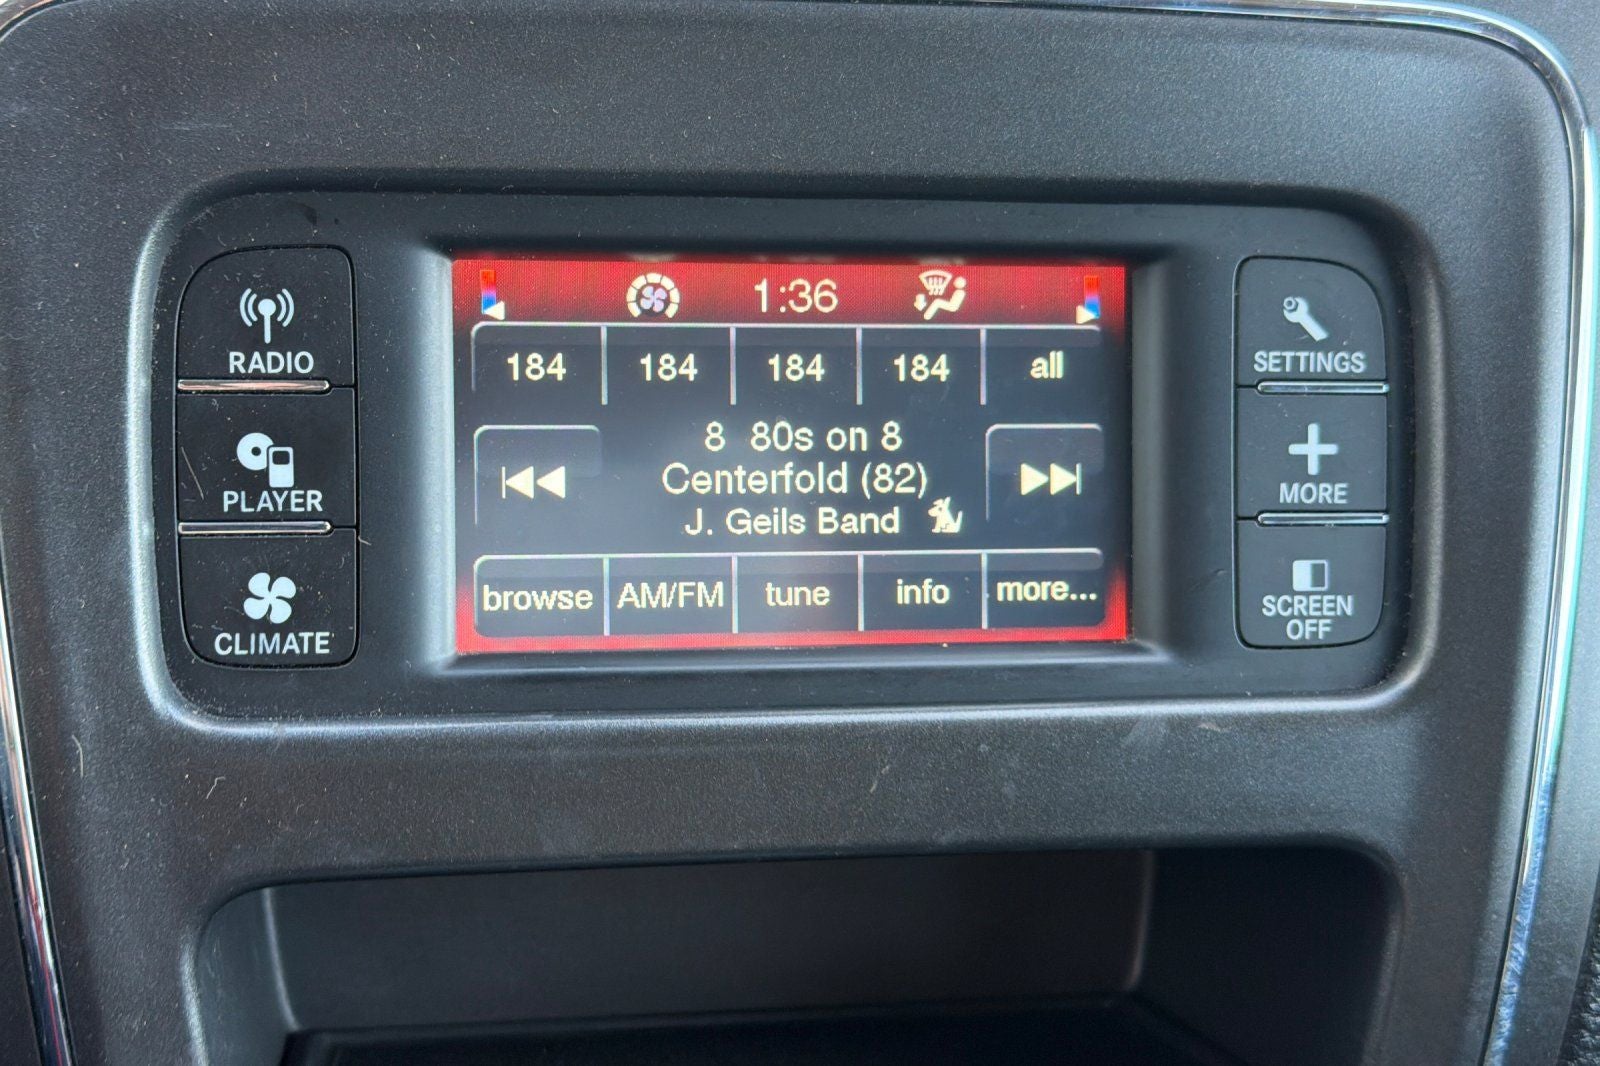 1:36
184 184 184 184 all
8 80s on 8
Centerfold (82)
J. Geils Band
browse AM/FM tune info more...
RADIO
PLAYER
CLIMATE
SETTINGS
MORE
SCREEN
OFF